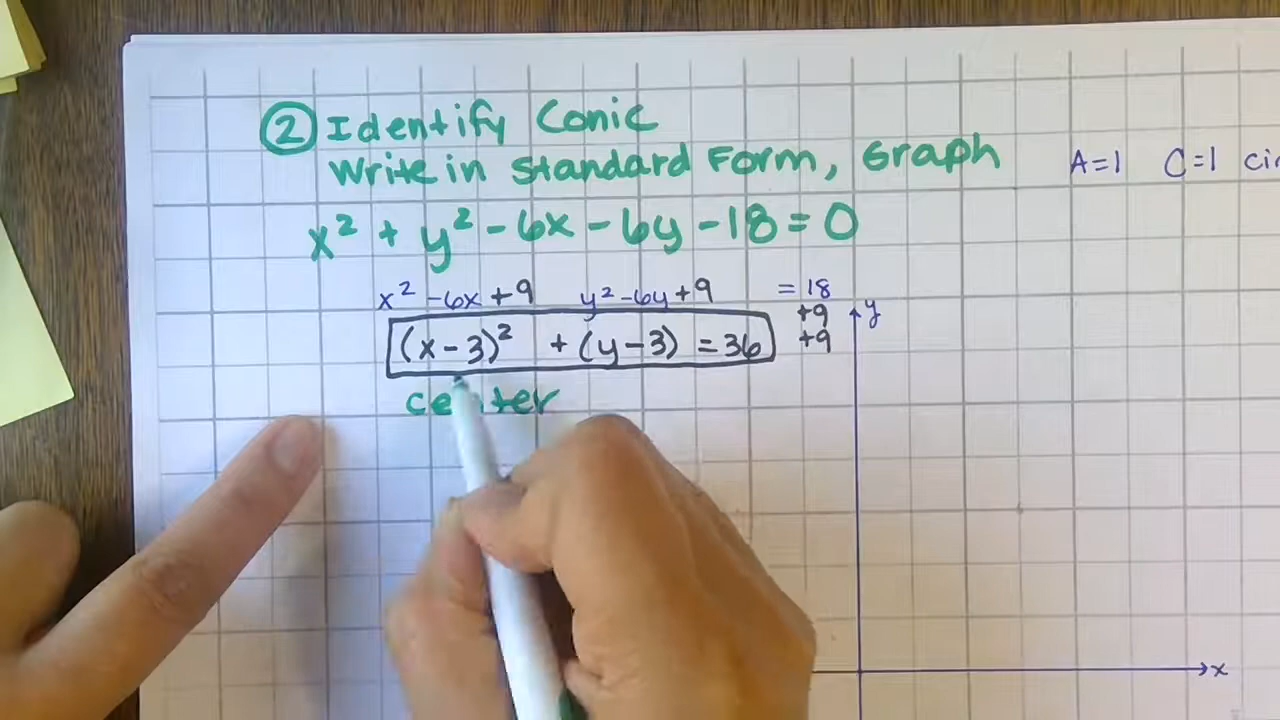 ② Identify Conic
Write in Standard Form, Graph
A=1 C=1
x² + y² - 6x - 6y - 18 = 0
x² - 6x + 9 y² - 6y + 9 = 18
+9
y
(x - 3)² + (y - 3) = 36
+9
center
x